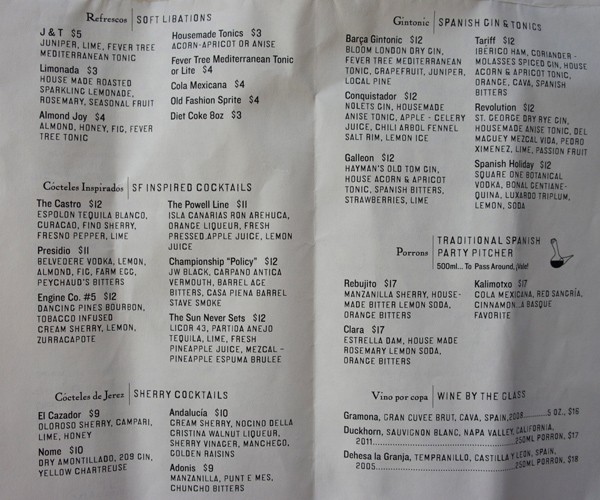 Refrescos | SOFT LIBATIONS
J & T $5
JUNIPER, LIME, FEVER TREE
MEDITERRANEAN TONIC
Limonada $3
HOUSE MADE ROASTED
SPARKLING LEMONADE,
ROSEMARY, SEASONAL FRUIT
Almond Joy $4
ALMOND, HONEY, FIG, FEVER
TREE TONIC
Housemade Tonics $3
ACORN-APRICOT OR ANISE
Fever Tree Mediterranean Tonic
or Lite $4
Cola Mexicana $4
Old Fashion Sprite $4
Diet Coke 8oz $3
Cócteles Inspirados | SF INSPIRED COCKTAILS
The Castro $12
ESPOLON TEQUILA BLANCO,
CURACAO, FINO SHERRY,
FRESNO PEPPER, LIME
Presidio $11
BELVEDERE VODKA, LEMON,
ALMOND, FIG, FARM EGG,
PEYCHAUD'S BITTERS
Engine Co. #5 $12
DANCING PINES BOURBON,
TOBACCO INFUSED
CREAM SHERRY, LEMON,
ZURRACAPOTE
The Powell Line $11
ISLA CANARIAS RON AREHUCA,
ORANGE LIQUEUR, FRESH
PRESSED APPLE JUICE, LEMON
JUICE
Championship "Policy" $12
JW BLACK, CARPANO ANTICA
VERMOUTH, BARREL AGE
BITTERS, CASA PIENA BARREL
STAVE SMOKE
The Sun Never Sets $12
LICOR 43, PARTIDA ANEJO
TEQUILA, LIME, FRESH
PINEAPPLE JUICE, MEZCAL -
PINEAPPLE ESPUMA BRULEE
Cócteles de Jerez | SHERRY COCKTAILS
El Cazador $9
OLOROSO SHERRY, CAMPARI,
LIME, HONEY
Nome $10
DRY AMONTILLADO, 209 GIN,
YELLOW CHARTREUSE
Andalucía $10
CREAM SHERRY, NOCINO DELLA
CRISTINA WALNUT LIQUEUR,
SHERRY VINAGER, MANCHEGO,
GOLDEN RAISINS
Adonis $9
MANZANILLA, PUNT E MES,
CHUNCHO BITTERS
Gintonic | SPANISH GIN & TONICS
Barça Gintonic $12
BLOOM LONDON DRY GIN,
FEVER TREE MEDITERRANEAN
TONIC, GRAPEFRUIT, JUNIPER,
LOCAL PINE
Conquistador $12
NOLETS GIN, HOUSEMADE
ANISE TONIC, APPLE - CELERY
JUICE, CHILI ARBOL FENNEL
SALT RIM, LEMON ICE
Galleon $12
HAYMAN'S OLD TOM GIN,
HOUSE ACORN & APRICOT
TONIC, SPANISH BITTERS,
STRAWBERRIES, LIME
Tariff $12
IBERICO HAM, CORIANDER -
MOLASSES SPICED GIN, HOUSE
ACORN & APRICOT TONIC,
ORANGE, CAVA, SPANISH
BITTERS
Revolution $12
ST. GEORGE DRY RYE GIN,
HOUSEMADE ANISE TONIC, DEL
MAGUEY MEZCAL VIDA, PEDRO
XIMENEZ, LIME, PASSION FRUIT
Spanish Holiday $12
SQUARE ONE BOTANICAL
VODKA, BONAL GENTIANE-
QUINA, LUXARDO TRIPLUM,
LEMON, SODA
Porrons | TRADITIONAL SPANISH
PARTY PITCHER
500ml... To Pass Around, ¡Vale!
Rebujito $17
MANZANILLA SHERRY, HOUSE-
MADE BITTER LEMON SODA,
ORANGE BITTERS
Clara $17
ESTRELLA DAM, HOUSE MADE
ROSEMARY LEMON SODA,
ORANGE BITTERS
Kalimotxo $17
COLA MEXICANA, RED SANGRÍA,
CINNAMON..A BASQUE
FAVORITE
Vino por copa | WINE BY THE GLASS
Gramona, GRAN CUVEE BRUT, CAVA, SPAIN, 2008..........5 OZ., $16
Duckhorn, SAUVIGNON BLANC, NAPA VALLEY, CALIFORNIA,
2011..........250ML PORRON, $17
Dehesa la Granja, TEMPRANILLO, CASTILLA Y LEON, SPAIN,
2005..........250ML PORRON, $18